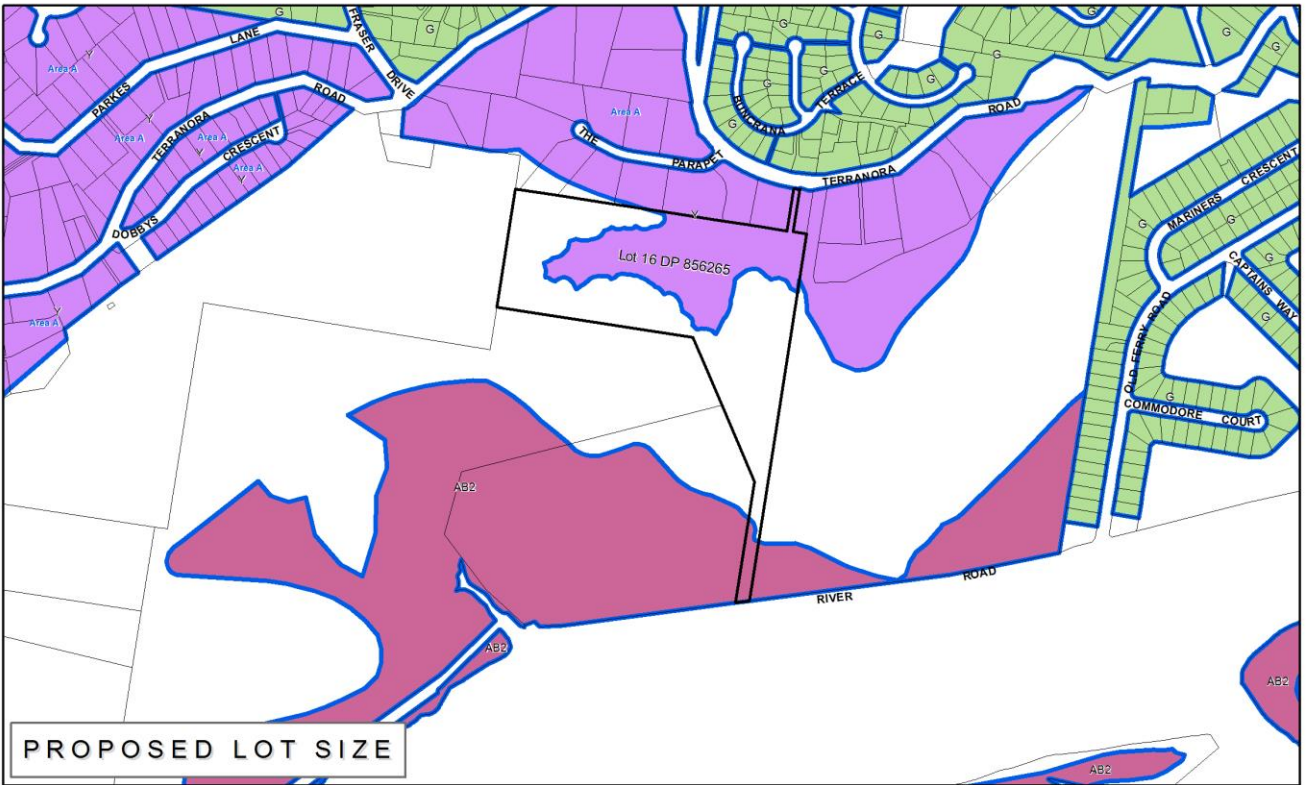 G
FRASER
DRIVE
LANE
G
G
G
G
Area A
Y
G
G
G
PARKES
ROAD
TERRACE
G
ROAD
Area A
THE
BUNCRANA
Area A
Y
TERRANORA
Area A
Y
CRESCENT
G
PARAPET
TERRANORA
CRESCENT
Area A
Y
MARINERS
G
G
DOBBYS
Y
Lot 16 DP 856265
CAPTAINS WAY
G
G
Y
Area A
OLD FERRY ROAD
G
COMMODORE COURT
AB2
RIVER
ROAD
AB2
AB2
AB2
PROPOSED LOT SIZE